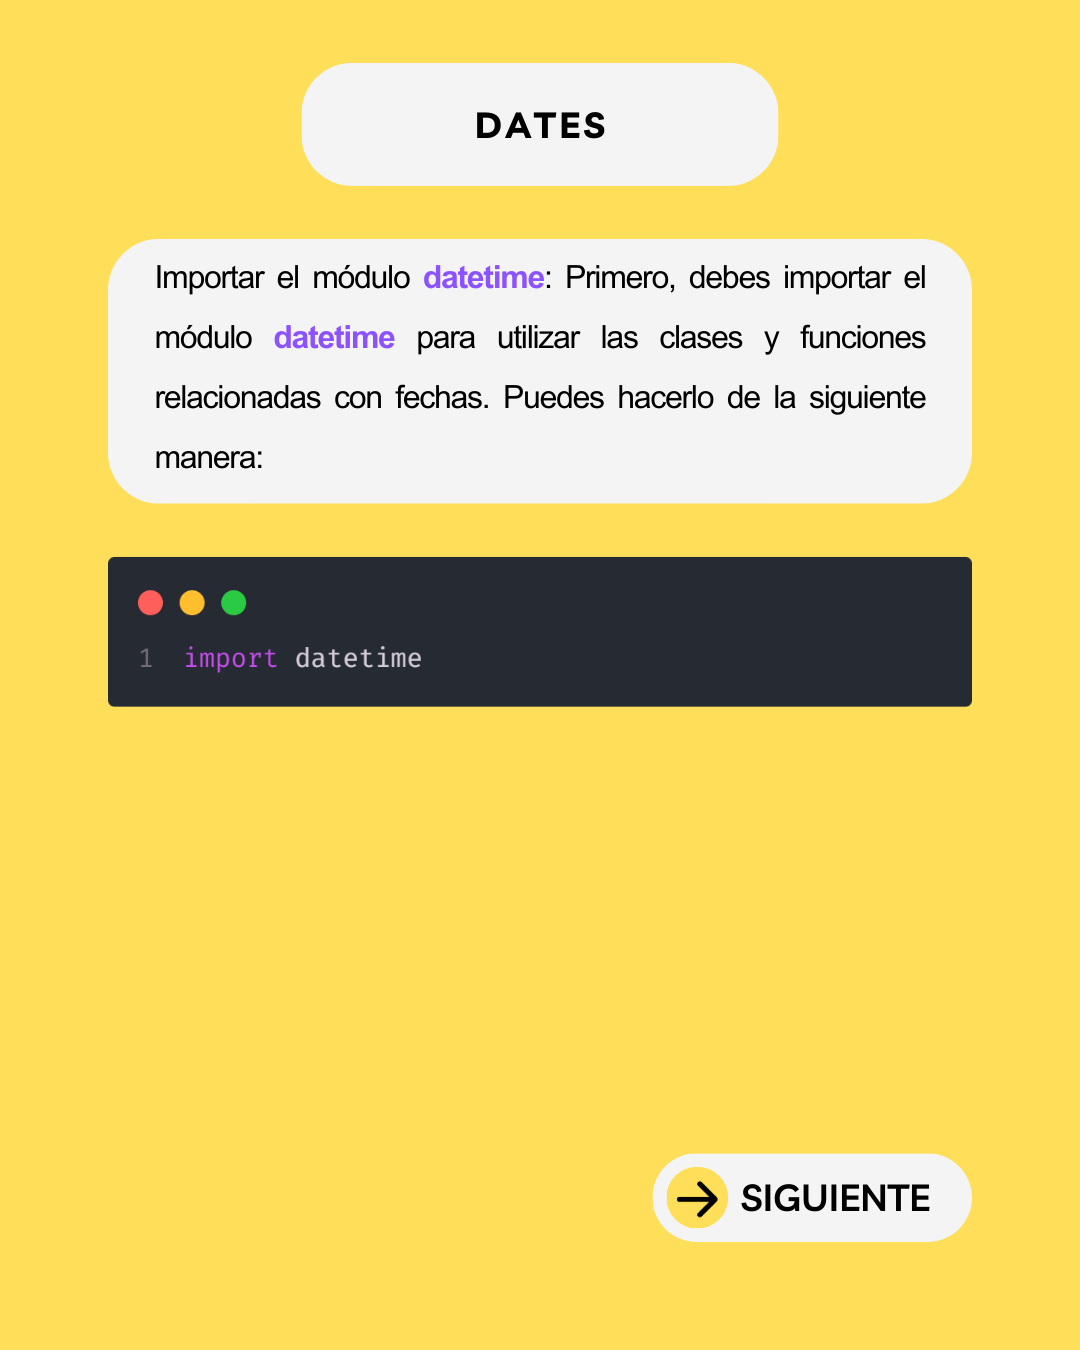 DATES
Importar el módulo datetime: Primero, debes importar el
módulo datetime para utilizar las clases y funciones
relacionadas con fechas. Puedes hacerlo de la siguiente
manera:
1 import datetime
SIGUIENTE